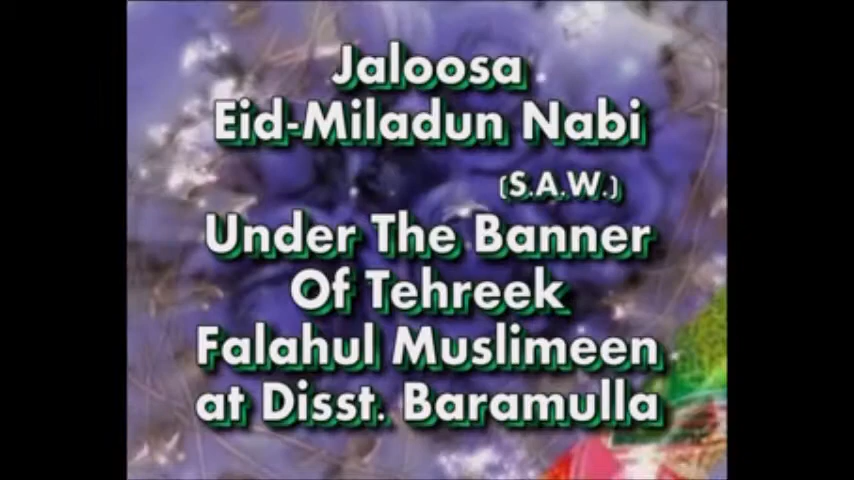 Jaloosa
Eid-Miladun Nabi
(S.A.W.)
Under The Banner
Of Tehreek
Falahul Muslimeen
at Disst. Baramulla